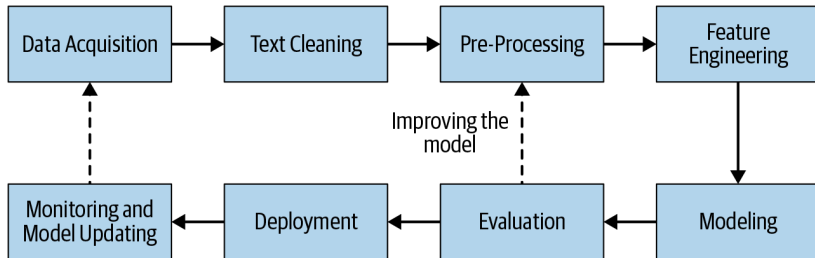 Data Acquisition
Text Cleaning
Pre-Processing
Feature
Engineering
Improving the
model
Monitoring and
Model Updating
Deployment
Evaluation
Modeling